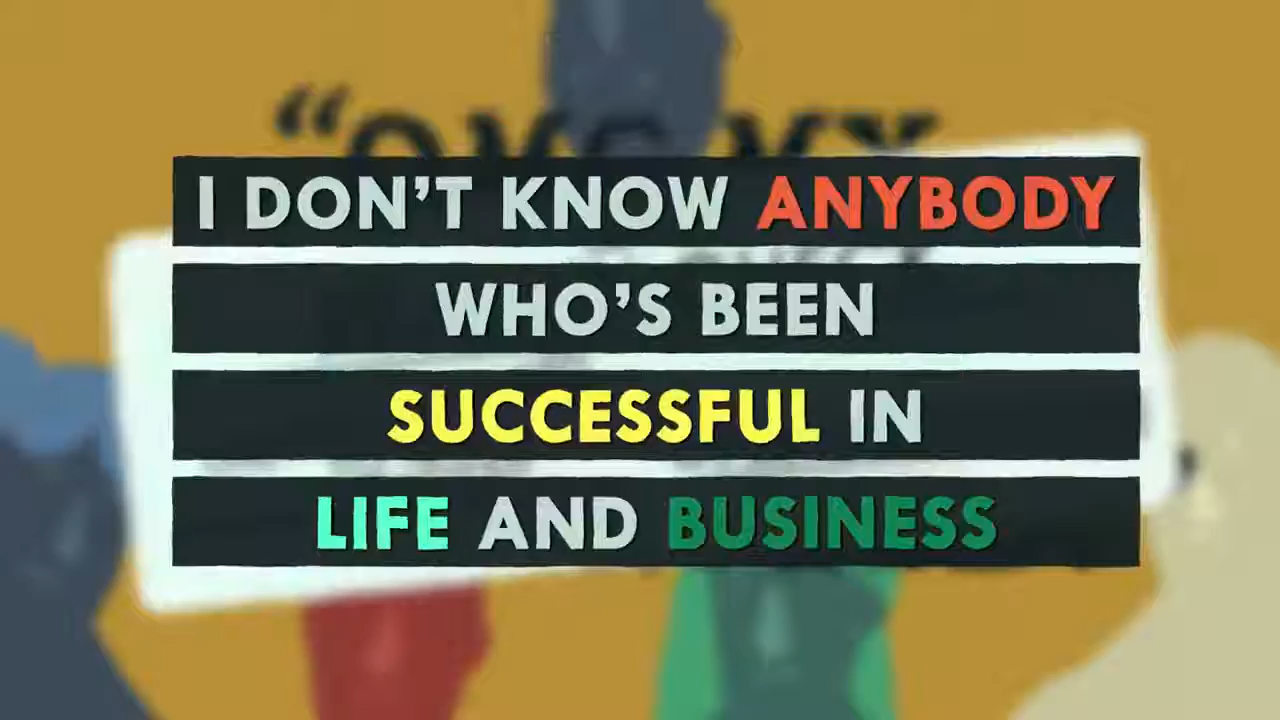 I DON'T KNOW ANYBODY
WHO'S BEEN
SUCCESSFUL IN
LIFE AND BUSINESS